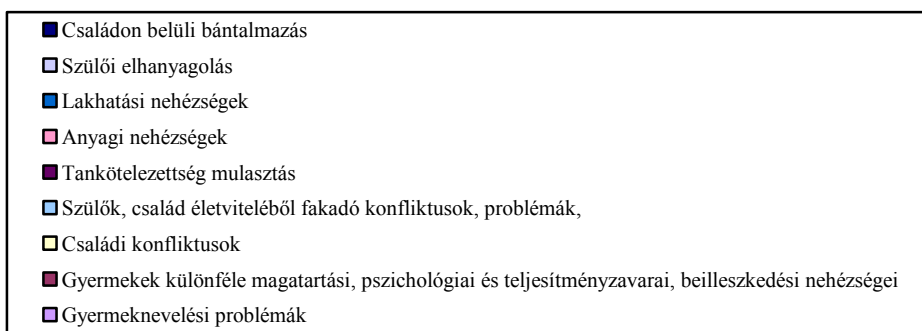 Családon belüli bántalmazás
Szülői elhanyagolás
Lakhatási nehézségek
Anyagi nehézségek
Tankötelezettség mulasztás
Szülők, család életviteléből fakadó konfliktusok, problémák,
Családi konfliktusok
Gyermekek különféle magatartási, pszichológiai és teljesítményzavarai, beilleszkedési nehézségei
Gyermeknevelési problémák